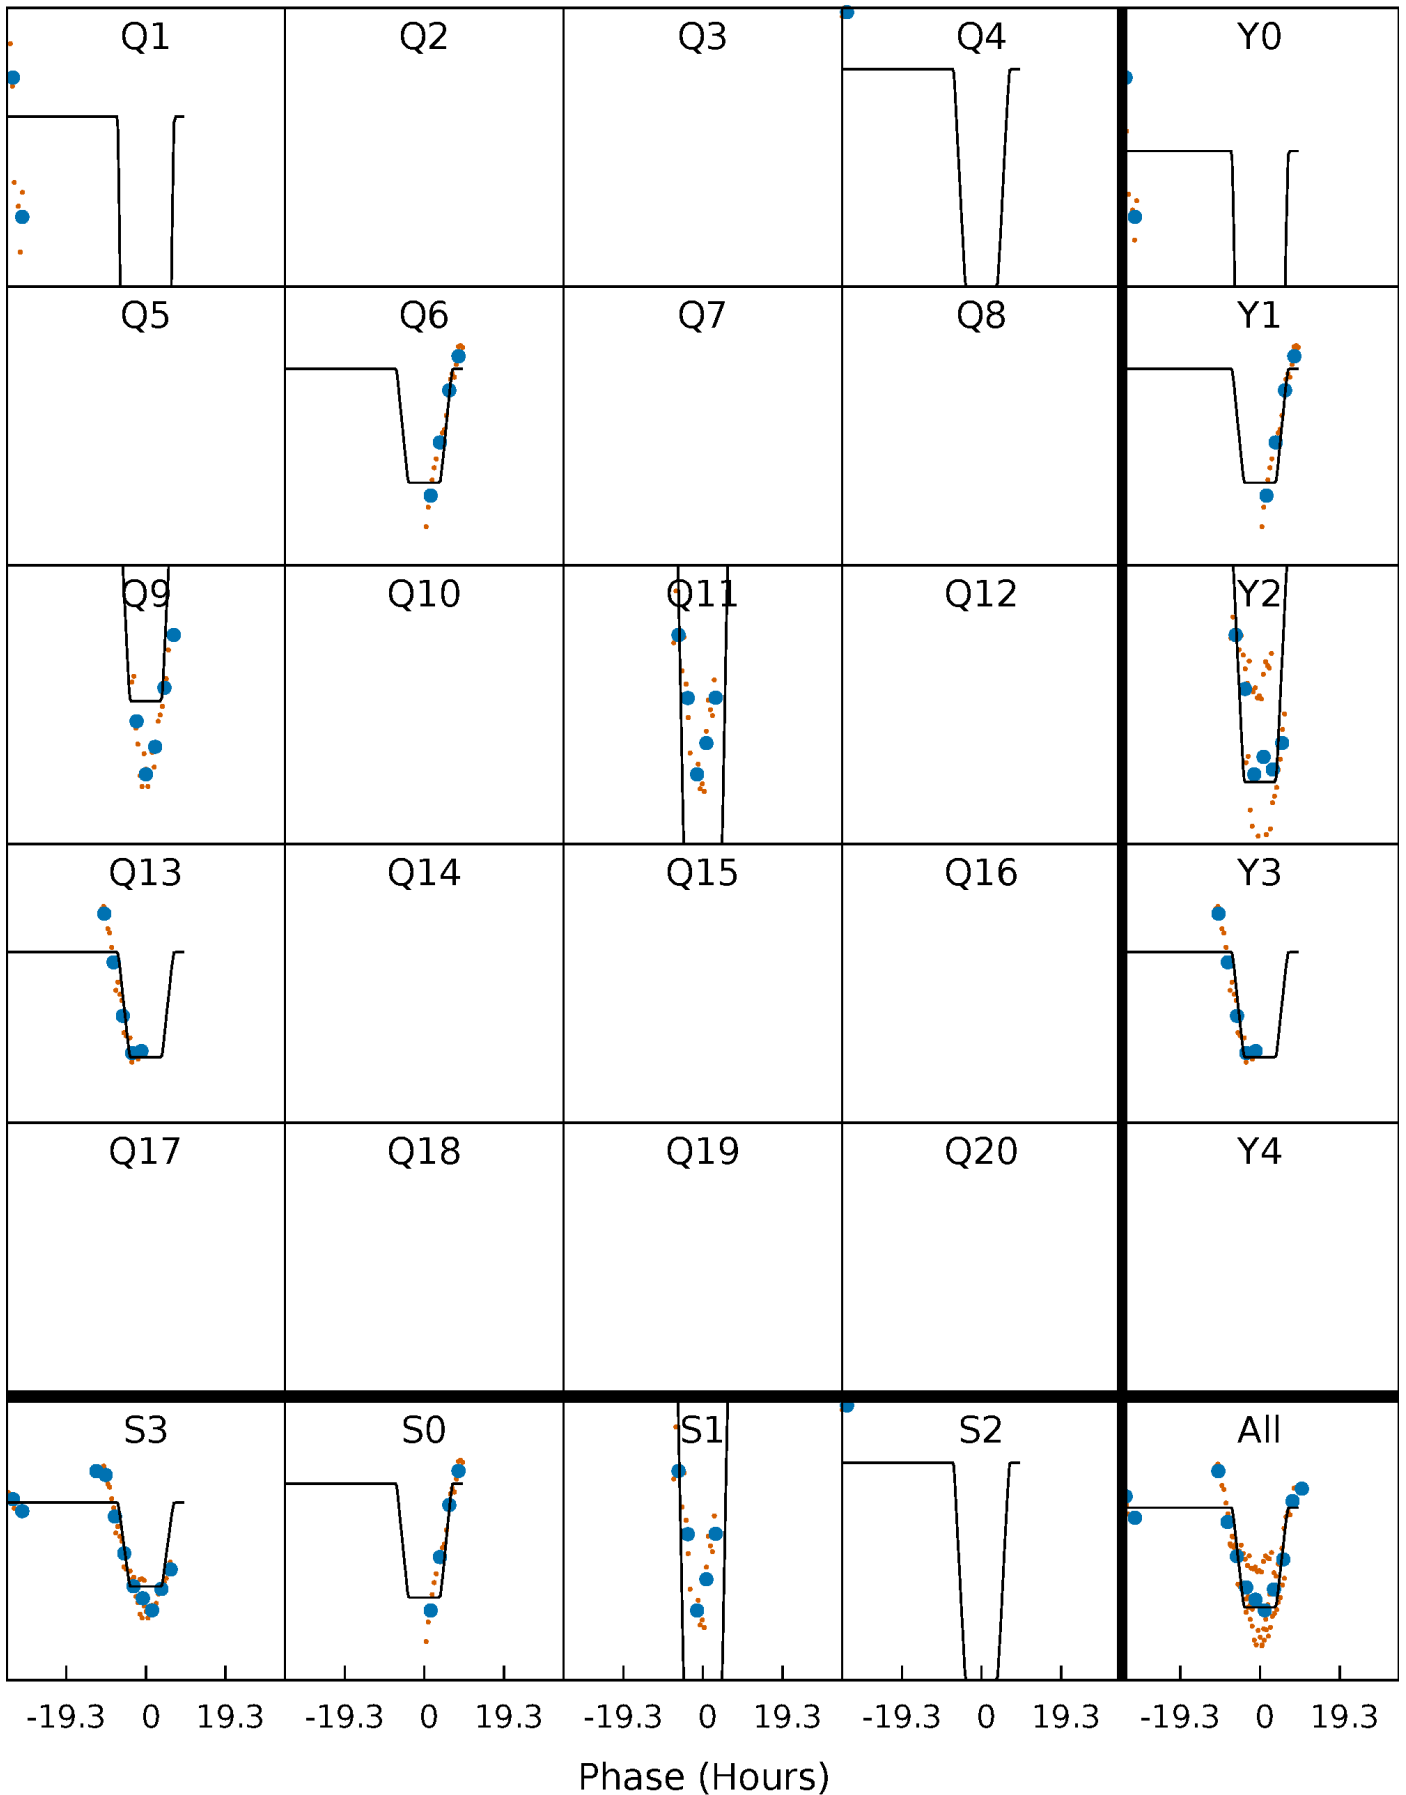 Q1 Q2 Q3 Q4 Y0
Q5 Q6 Q7 Q8 Y1
Q9 Q10 Q11 Q12 Y2
Q13 Q14 Q15 Q16 Y3
Q17 Q18 Q19 Q20 Y4
S3 S0 S1 S2 All
-19.3 0 19.3 -19.3 0 19.3 -19.3 0 19.3 -19.3 0 19.3 -19.3 0 19.3
Phase (Hours)